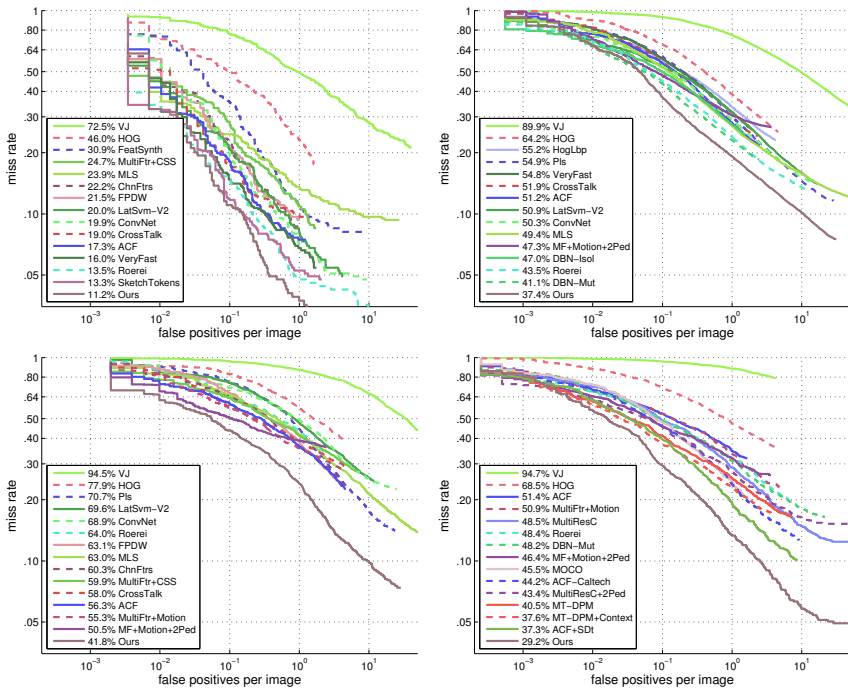 1
.80
.64
.50
.40
.30
.20
.10
.05
miss rate
72.5% VJ
46.0% HOG
30.9% FeatSynth
24.7% MultiFtr+CSS
23.9% MLS
22.2% ChnFtrs
21.5% FPDW
20.0% LatSvm-V2
19.9% ConvNet
19.0% CrossTalk
17.3% ACF
16.0% VeryFast
13.5% Roerei
13.3% SketchTokens
11.2% Ours
10^-3 10^-2 10^-1 10^0 10^1
false positives per image
1
.80
.64
.50
.40
.30
.20
.10
.05
miss rate
89.9% VJ
64.2% HOG
55.2% HogLbp
54.9% Pls
54.8% VeryFast
51.9% CrossTalk
51.2% ACF
50.9% LatSvm-V2
50.3% ConvNet
49.4% MLS
47.3% MF+Motion+2Ped
47.0% DBN-Isol
43.5% Roerei
41.1% DBN-Mut
37.4% Ours
10^-3 10^-2 10^-1 10^0 10^1
false positives per image
1
.80
.64
.50
.40
.30
.20
.10
.05
miss rate
94.5% VJ
77.9% HOG
70.7% Pls
69.6% LatSvm-V2
68.9% ConvNet
64.0% Roerei
63.1% FPDW
63.0% MLS
60.3% ChnFtrs
59.9% MultiFtr+CSS
58.0% CrossTalk
56.3% ACF
55.3% MultiFtr+Motion
50.5% MF+Motion+2Ped
41.8% Ours
10^-3 10^-2 10^-1 10^0 10^1
false positives per image
1
.80
.64
.50
.40
.30
.20
.10
.05
miss rate
94.7% VJ
68.5% HOG
51.4% ACF
50.9% MultiFtr+Motion
48.5% MultiResC
48.4% Roerei
48.2% DBN-Mut
46.4% MF+Motion+2Ped
45.5% MOCO
44.2% ACF-Caltech
43.4% MultiResC+2Ped
40.5% MT-DPM
37.6% MT-DPM+Context
37.3% ACF+SDt
29.2% Ours
10^-3 10^-2 10^-1 10^0 10^1
false positives per image